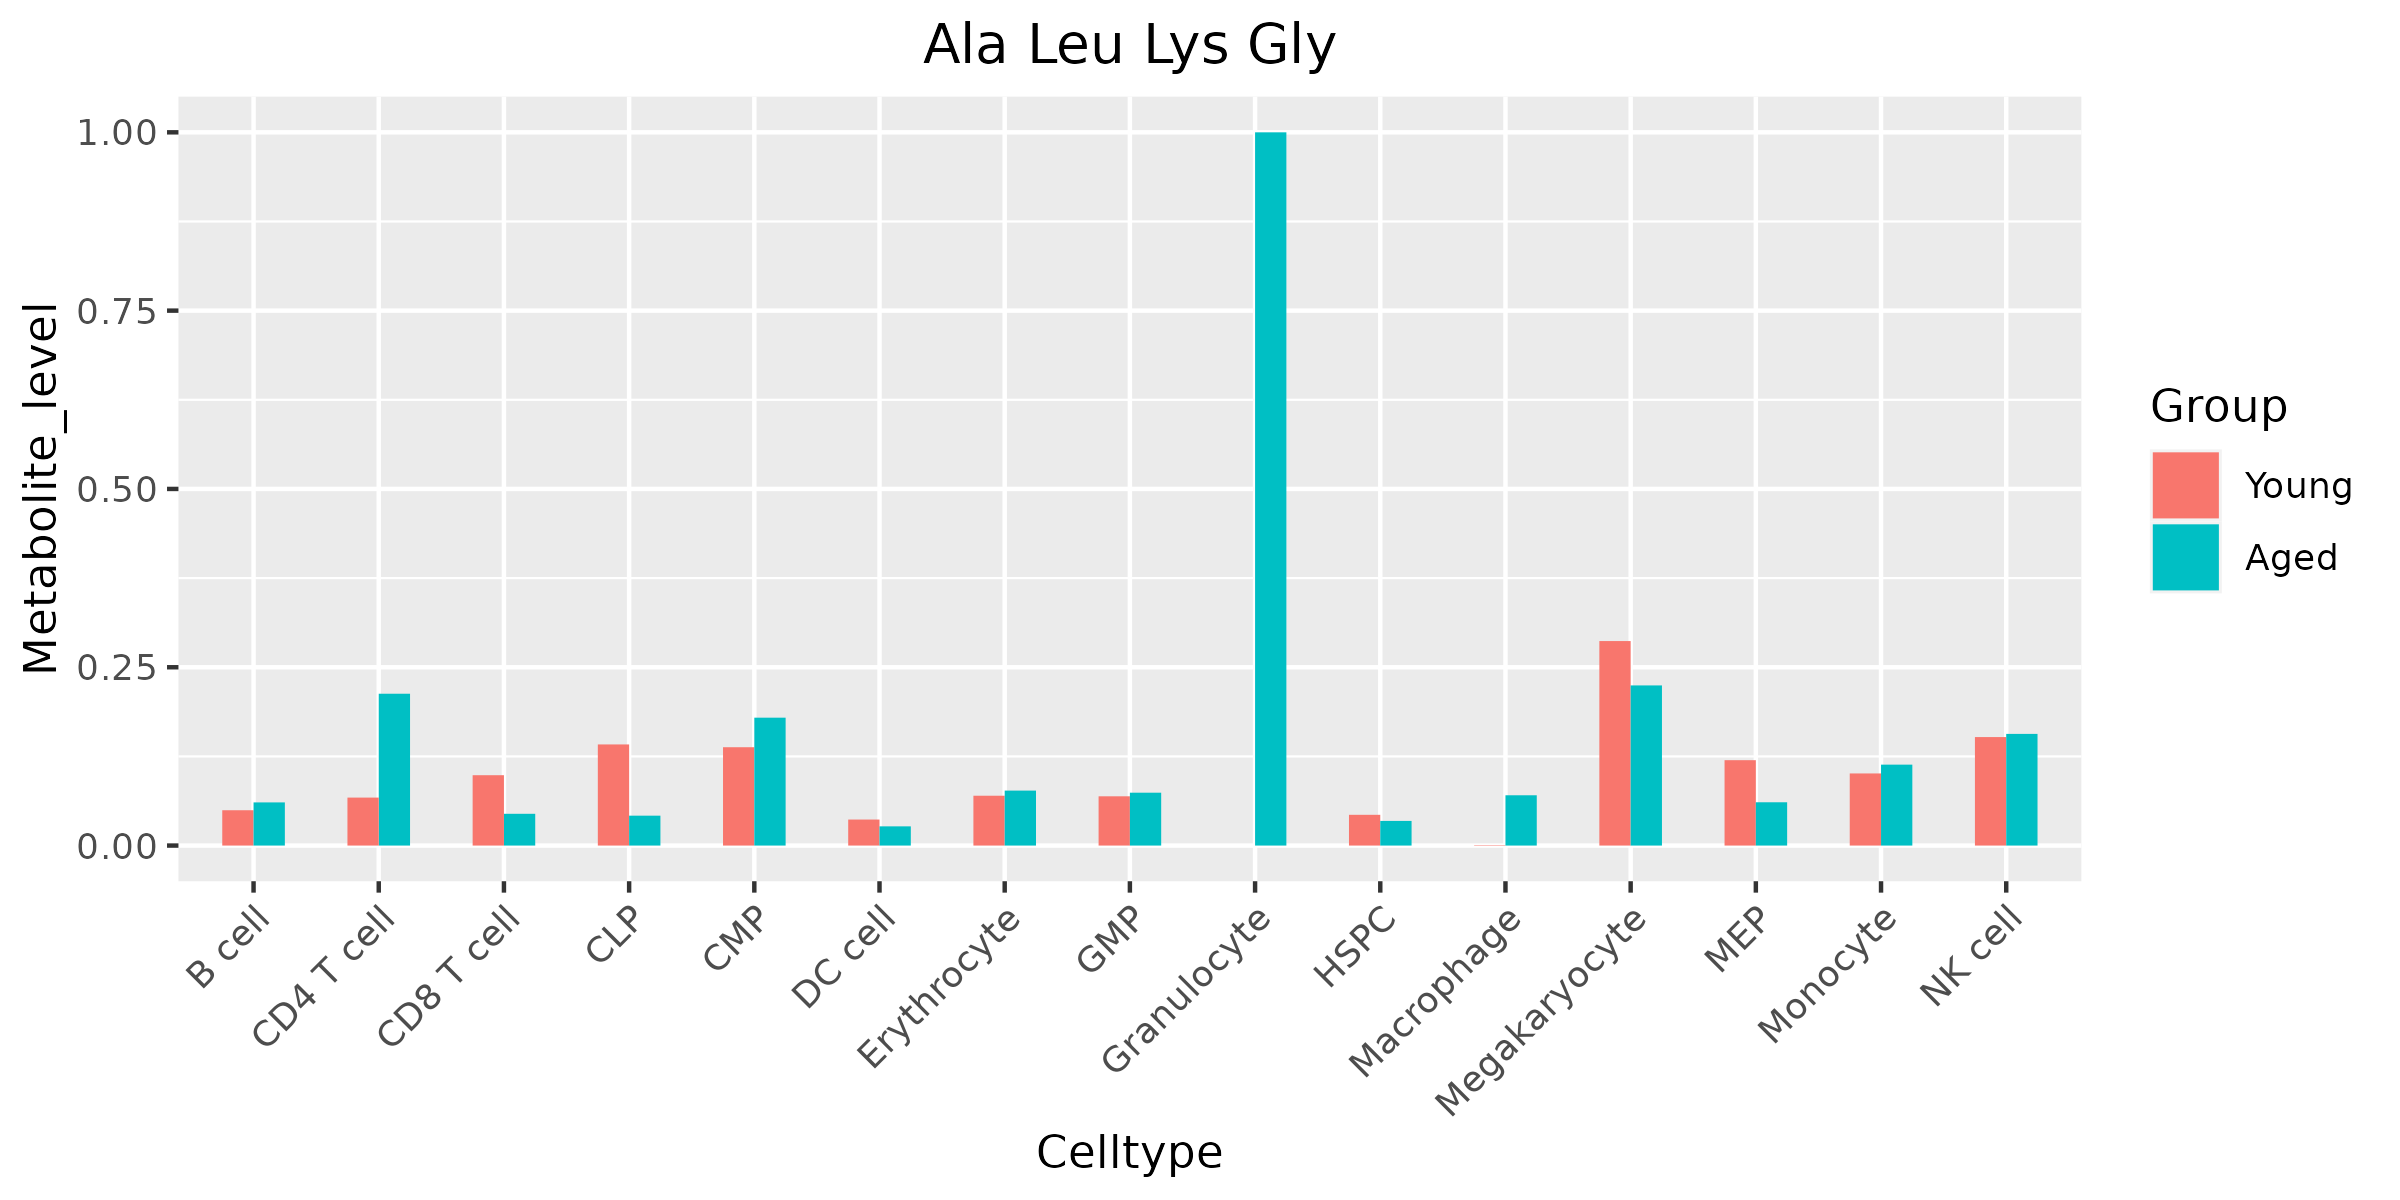 Ala Leu Lys Gly
Metabolite_level
1.00
0.75
0.50
0.25
0.00
B cell
CD4 T cell
CD8 T cell
CLP
CMP
DC cell
Erythrocyte
GMP
Granulocyte
HSPC
Macrophage
Megakaryocyte
MEP
Monocyte
NK cell
Celltype
Group
Young
Aged